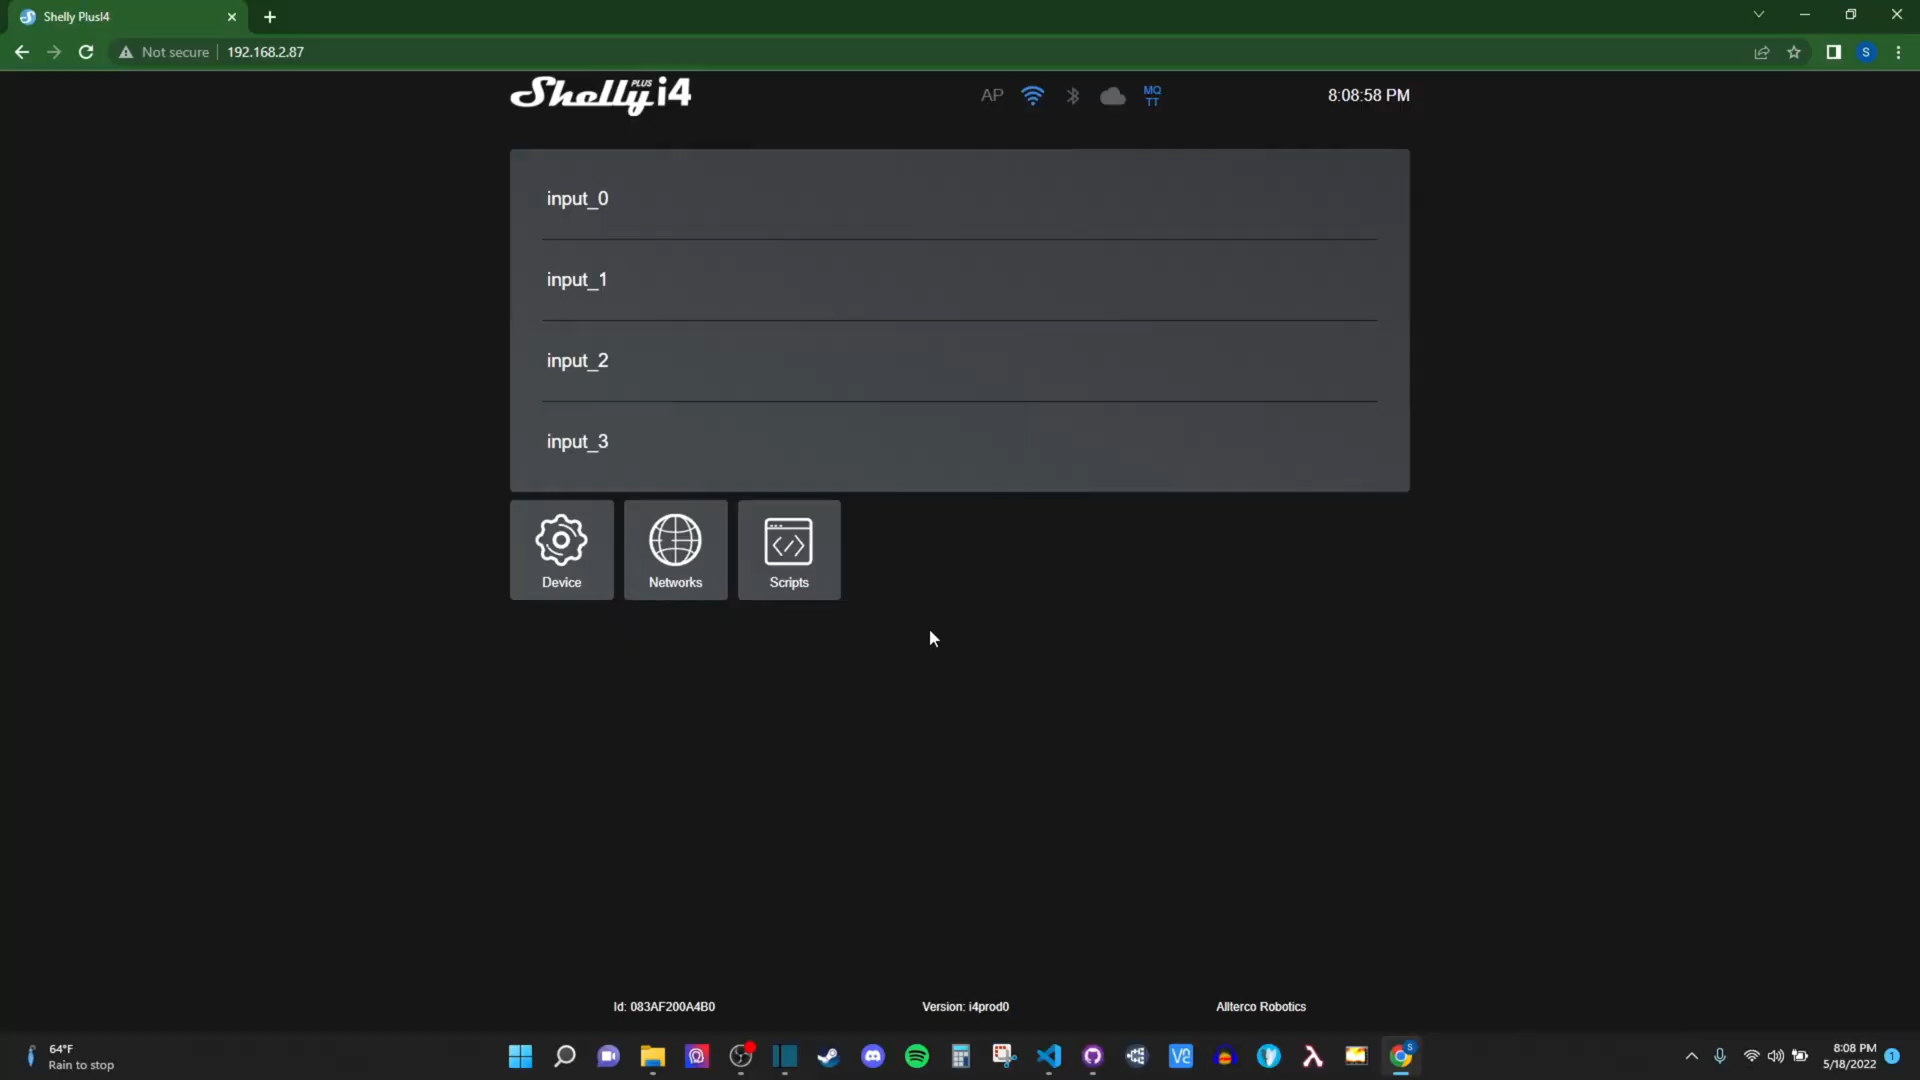 Shelly PlusI4
Not secure
192.168.2.87
S
Shelly PLUS i4
AP
MQ
TT
8:08:58 PM
input_0
input_1
input_2
input_3
Device
Networks
Scripts
Id: 083AF200A4B0
Version: i4prod0
Allterco Robotics
64°F
Rain to stop
8:08 PM
5/18/2022
1